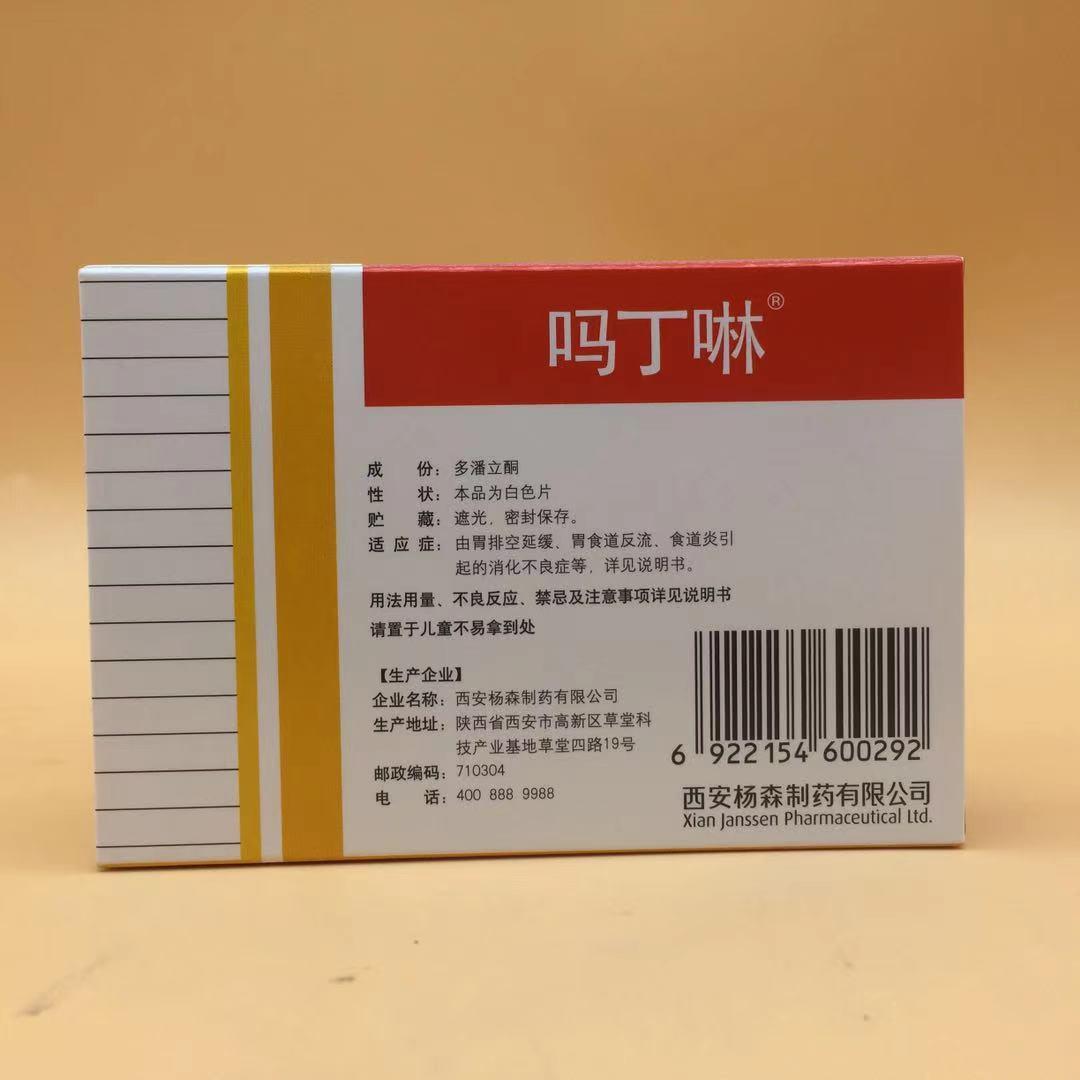 吗丁啉®
成份：多潘立酮
性状：本品为白色片
贮藏：遮光，密封保存。
适应症：由胃排空延缓、胃食道反流、食道炎引
起的消化不良症等，详见说明书。
用法用量、不良反应、禁忌及注意事项详见说明书
请置于儿童不易拿到处
【生产企业】
企业名称：西安杨森制药有限公司
生产地址：陕西省西安市高新区草堂科
技产业基地草堂四路19号
邮政编码：710304
电话：400 888 9988
6 922154 600292
西安杨森制药有限公司
Xian Janssen Pharmaceutical Ltd.